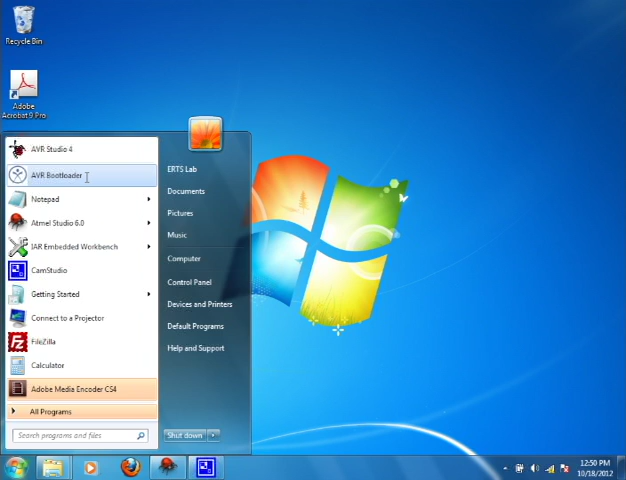 Recycle Bin
Adobe
Acrobat 9 Pro
AVR Studio 4
AVR Bootloader
Notepad
Atmel Studio 6.0
IAR Embedded Workbench
CamStudio
Getting Started
Connect to a Projector
FileZilla
Calculator
Adobe Media Encoder CS4
All Programs
Search programs and files
ERTS Lab
Documents
Pictures
Music
Computer
Control Panel
Devices and Printers
Default Programs
Help and Support
Shut down
12:50 PM
10/18/2012